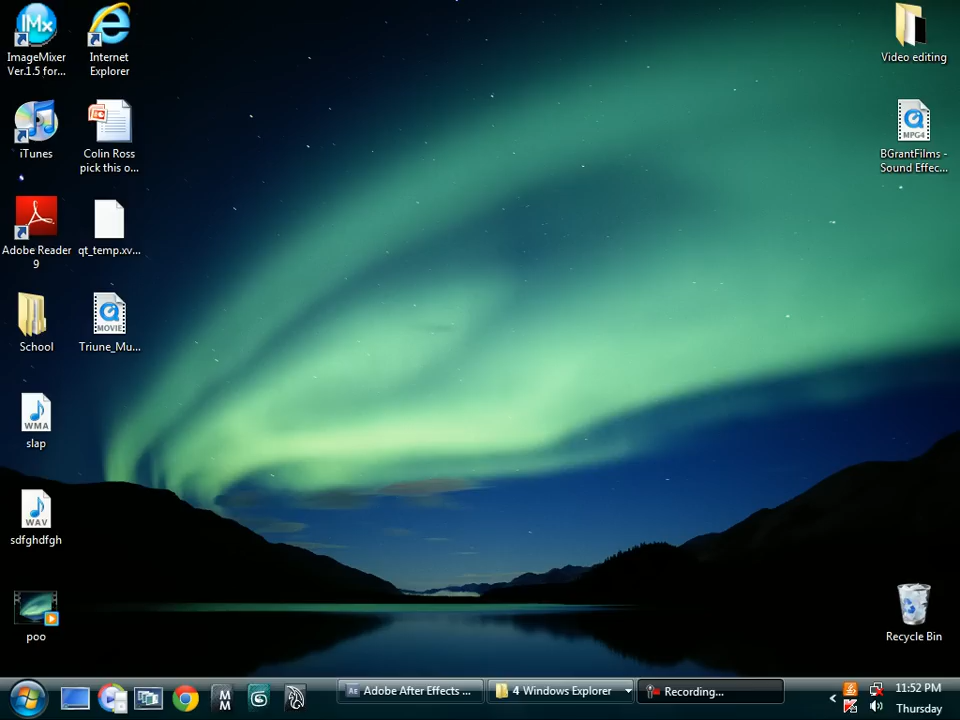 IMx
ImageMixer
Ver.1.5 for...
Internet
Explorer
Video editing
iTunes
Colin Ross
pick this o...
MPG4
BGrantFilms -
Sound Effec...
Adobe Reader
9
qt_temp.xv...
School
MOVIE
Triune_Mu...
WMA
slap
WAV
sdfghdfgh
poo
Recycle Bin
M
M
AE Adobe After Effects ...
4 Windows Explorer
Recording...
11:52 PM
Thursday